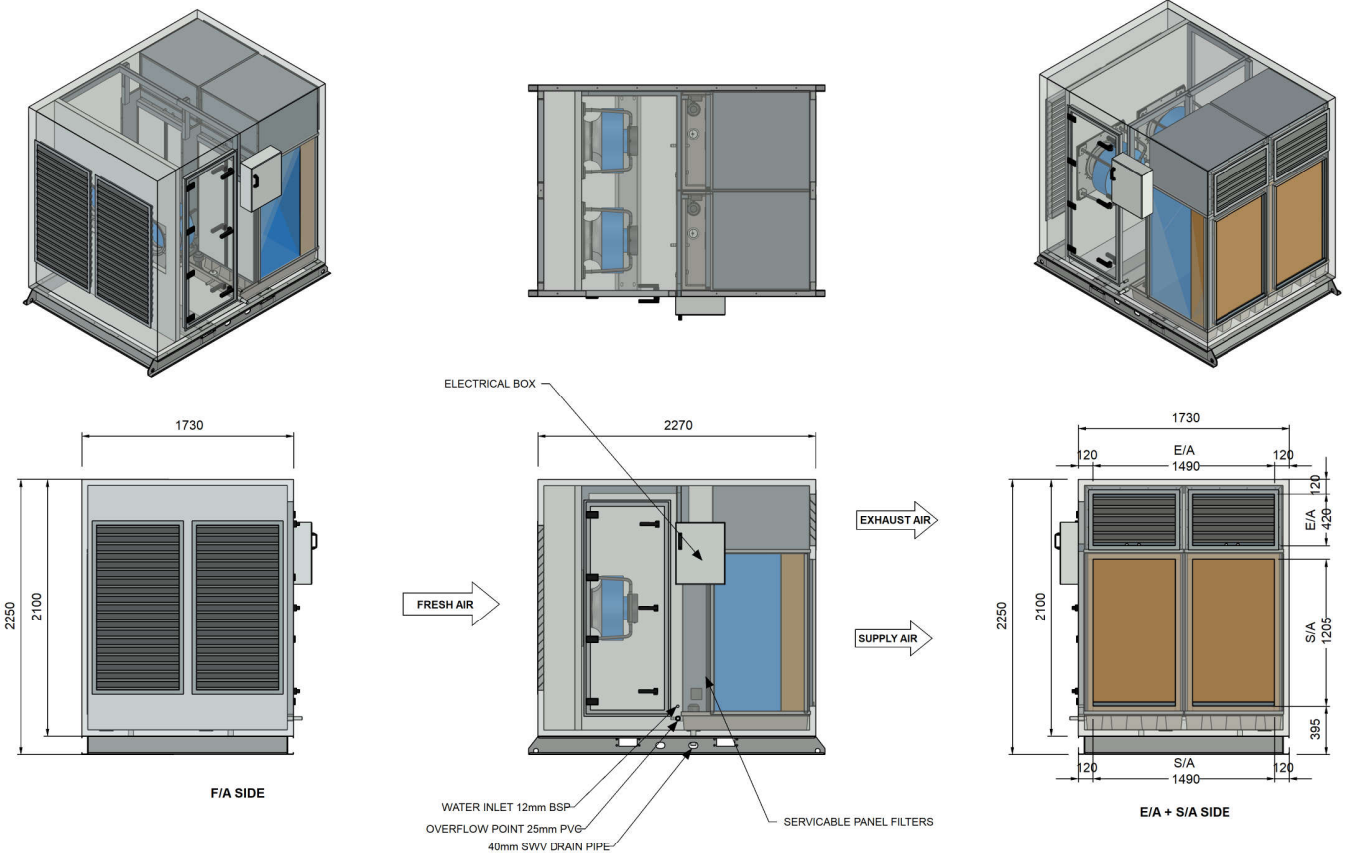 ELECTRICAL BOX
1730
2250
2100
F/A SIDE
FRESH AIR
2270
EXHAUST AIR
SUPPLY AIR
WATER INLET 12mm BSP
OVERFLOW POINT 25mm PVC
40mm SWV DRAIN PIPE
SERVICABLE PANEL FILTERS
1730
E/A
120
1490
120
120
E/A
420
2250
2100
S/A
1205
395
S/A
120
1490
120
E/A + S/A SIDE